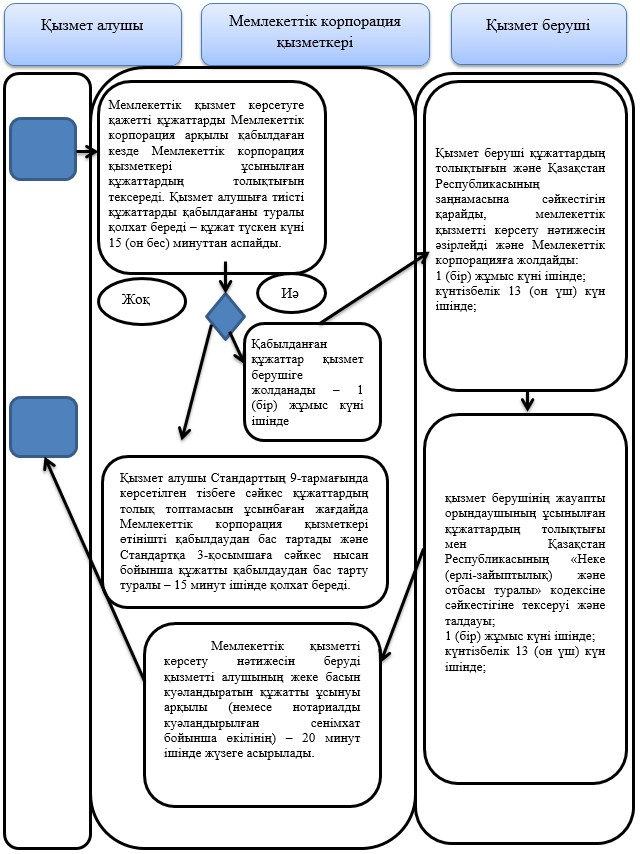 Қызмет алушы
Мемлекеттік корпорация
қызметкері
Қызмет беруші
Мемлекеттік қызмет көрсетуге
қажетті құжаттарды Мемлекеттік
корпорация арқылы қабылдаған
кезде Мемлекеттік корпорация
қызметкері ұсынылған
құжаттардың толықтығын
тексереді. Қызмет алушыға тиісті
құжаттарды қабылдағаны туралы
қолхат береді – құжат түскен күні
15 (он бес) минуттан аспайды.
Жоқ
Иә
Қабылданған
құжаттар қызмет
берушіге
жолданады – 1
(бір) жұмыс күні
ішінде
Қызмет беруші құжаттардың
толықтығын және Қазақстан
Республикасының
заңнамасына сәйкестігін
қарайды, мемлекеттік
қызметті көрсету нәтижесін
әзірлейді және Мемлекеттік
корпорацияға жолдайды:
1 (бір) жұмыс күні ішінде;
күнтізбелік 13 (он үш) күн
ішінде;
Қызмет алушы Стандарттың 9-тармағында
көрсетілген тізбеге сәйкес құжаттардың
толық топтамасын ұсынбаған жағдайда
Мемлекеттік корпорация қызметкері
өтінішті қабылдаудан бас тартады және
Стандартқа 3-қосымшаға сәйкес нысан
бойынша құжатты қабылдаудан бас тарту
туралы – 15 минут ішінде қолхат береді.
қызмет берушінің жауапты
орындаушының ұсынылған
құжаттардың толықтығы
мен Қазақстан
Республикасының «Неке
(ерлі-зайыптылық) және
отбасы туралы» кодексіне
сәйкестігіне тексеруі және
талдауы;
1 (бір) жұмыс күні ішінде;
күнтізбелік 13 (он үш) күн
ішінде;
Мемлекеттік қызметті
көрсету нәтижесін беруді
қызметті алушының жеке басын
куәландыратын құжатты ұсынуы
арқылы (немесе нотариалды
куәландырылған сенімхат
бойынша өкілінің) – 20 минут
ішінде жүзеге асырылады.